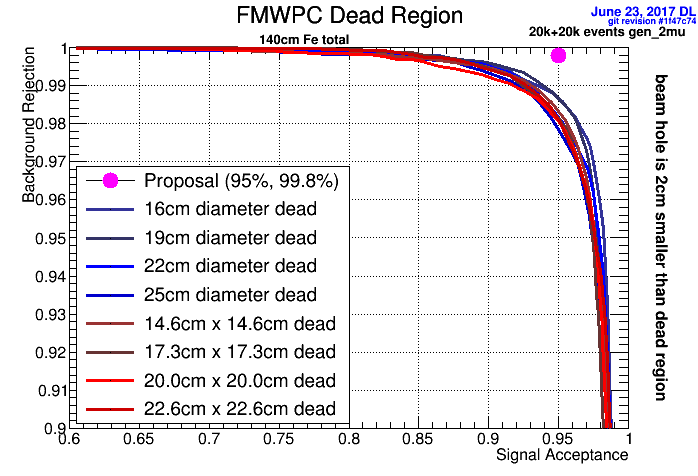 FMWPC Dead Region
June 23, 2017 DL
git revision #1f47c74
140cm Fe total
20k+20k events gen_2mu
Background Rejection
1
0.99
0.98
0.97
0.96
0.95
0.94
0.93
0.92
0.91
0.9
Proposal (95%, 99.8%)
16cm diameter dead
19cm diameter dead
22cm diameter dead
25cm diameter dead
14.6cm x 14.6cm dead
17.3cm x 17.3cm dead
20.0cm x 20.0cm dead
22.6cm x 22.6cm dead
beam hole is 2cm smaller than dead region
0.6 0.65 0.7 0.75 0.8 0.85 0.9 0.95 1
Signal Acceptance